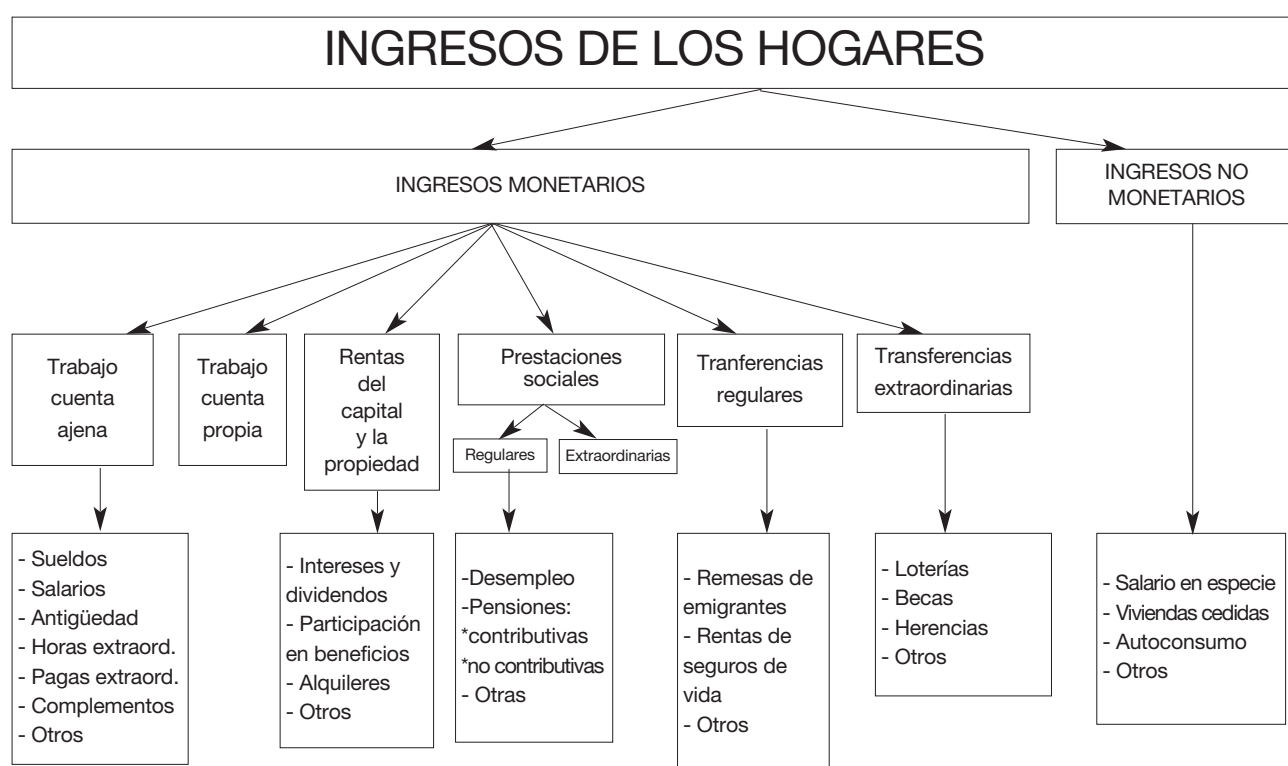 INGRESOS DE LOS HOGARES
INGRESOS MONETARIOS
INGRESOS NO
MONETARIOS
Trabajo
cuenta
ajena
Trabajo
cuenta
propia
Rentas
del
capital
y la
propiedad
Prestaciones
sociales
Regulares
Extraordinarias
Tranferencias
regulares
Transferencias
extraordinarias
- Sueldos
- Salarios
- Antigüedad
- Horas extraord.
- Pagas extraord.
- Complementos
- Otros
- Intereses y
dividendos
- Participación
en beneficios
- Alquileres
- Otros
-Desempleo
-Pensiones:
*contributivas
*no contributivas
- Otras
- Remesas de
emigrantes
- Rentas de
seguros de
vida
- Otros
- Loterías
- Becas
- Herencias
- Otros
- Salario en especie
- Viviendas cedidas
- Autoconsumo
- Otros